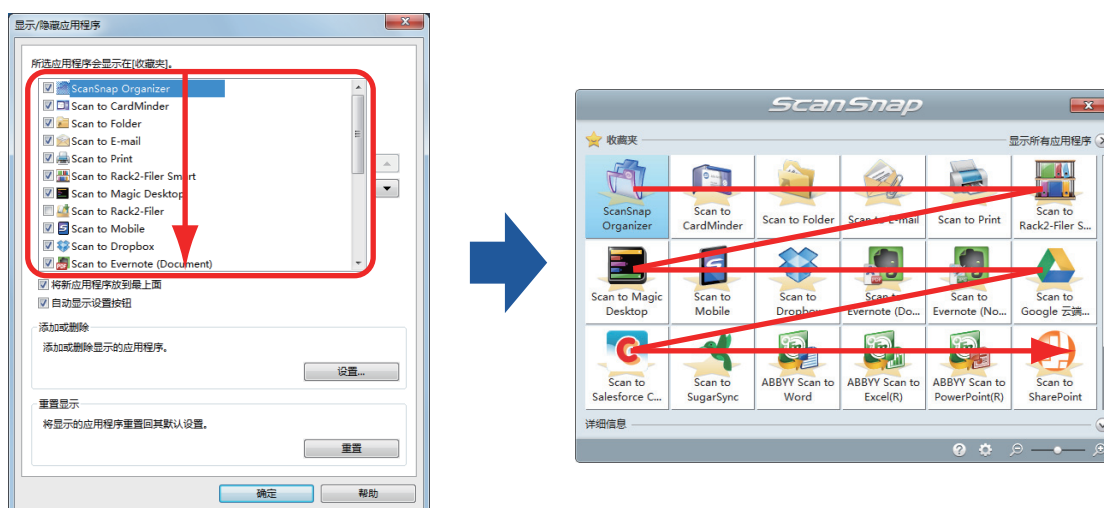 显示/隐藏应用程序
所选应用程序会显示在[收藏夹]。
ScanSnap Organizer
Scan to CardMinder
Scan to Folder
Scan to E-mail
Scan to Print
Scan to Rack2-Filer Smart
Scan to Magic Desktop
Scan to Rack2-Filer
Scan to Mobile
Scan to Dropbox
Scan to Evernote (Document)
将新应用程序放到最上面
自动显示设置按钮
添加或删除
添加或删除显示的应用程序。
设置...
重置显示
将显示的应用程序重置回其默认设置。
重置
确定 帮助
ScanSnap
收藏夹 显示所有应用程序
ScanSnap Organizer
Scan to CardMinder
Scan to Folder
Scan to E-mail
Scan to Print
Scan to Rack2-Filer S...
Scan to Magic Desktop
Scan to Mobile
Scan to Dropbox
Scan to Evernote (Do...
Scan to Evernote (No...
Scan to Google 云端...
Scan to Salesforce C...
Scan to SugarSync
ABBYY Scan to Word
ABBYY Scan to Excel(R)
ABBYY Scan to PowerPoint(R)
Scan to SharePoint
详细信息